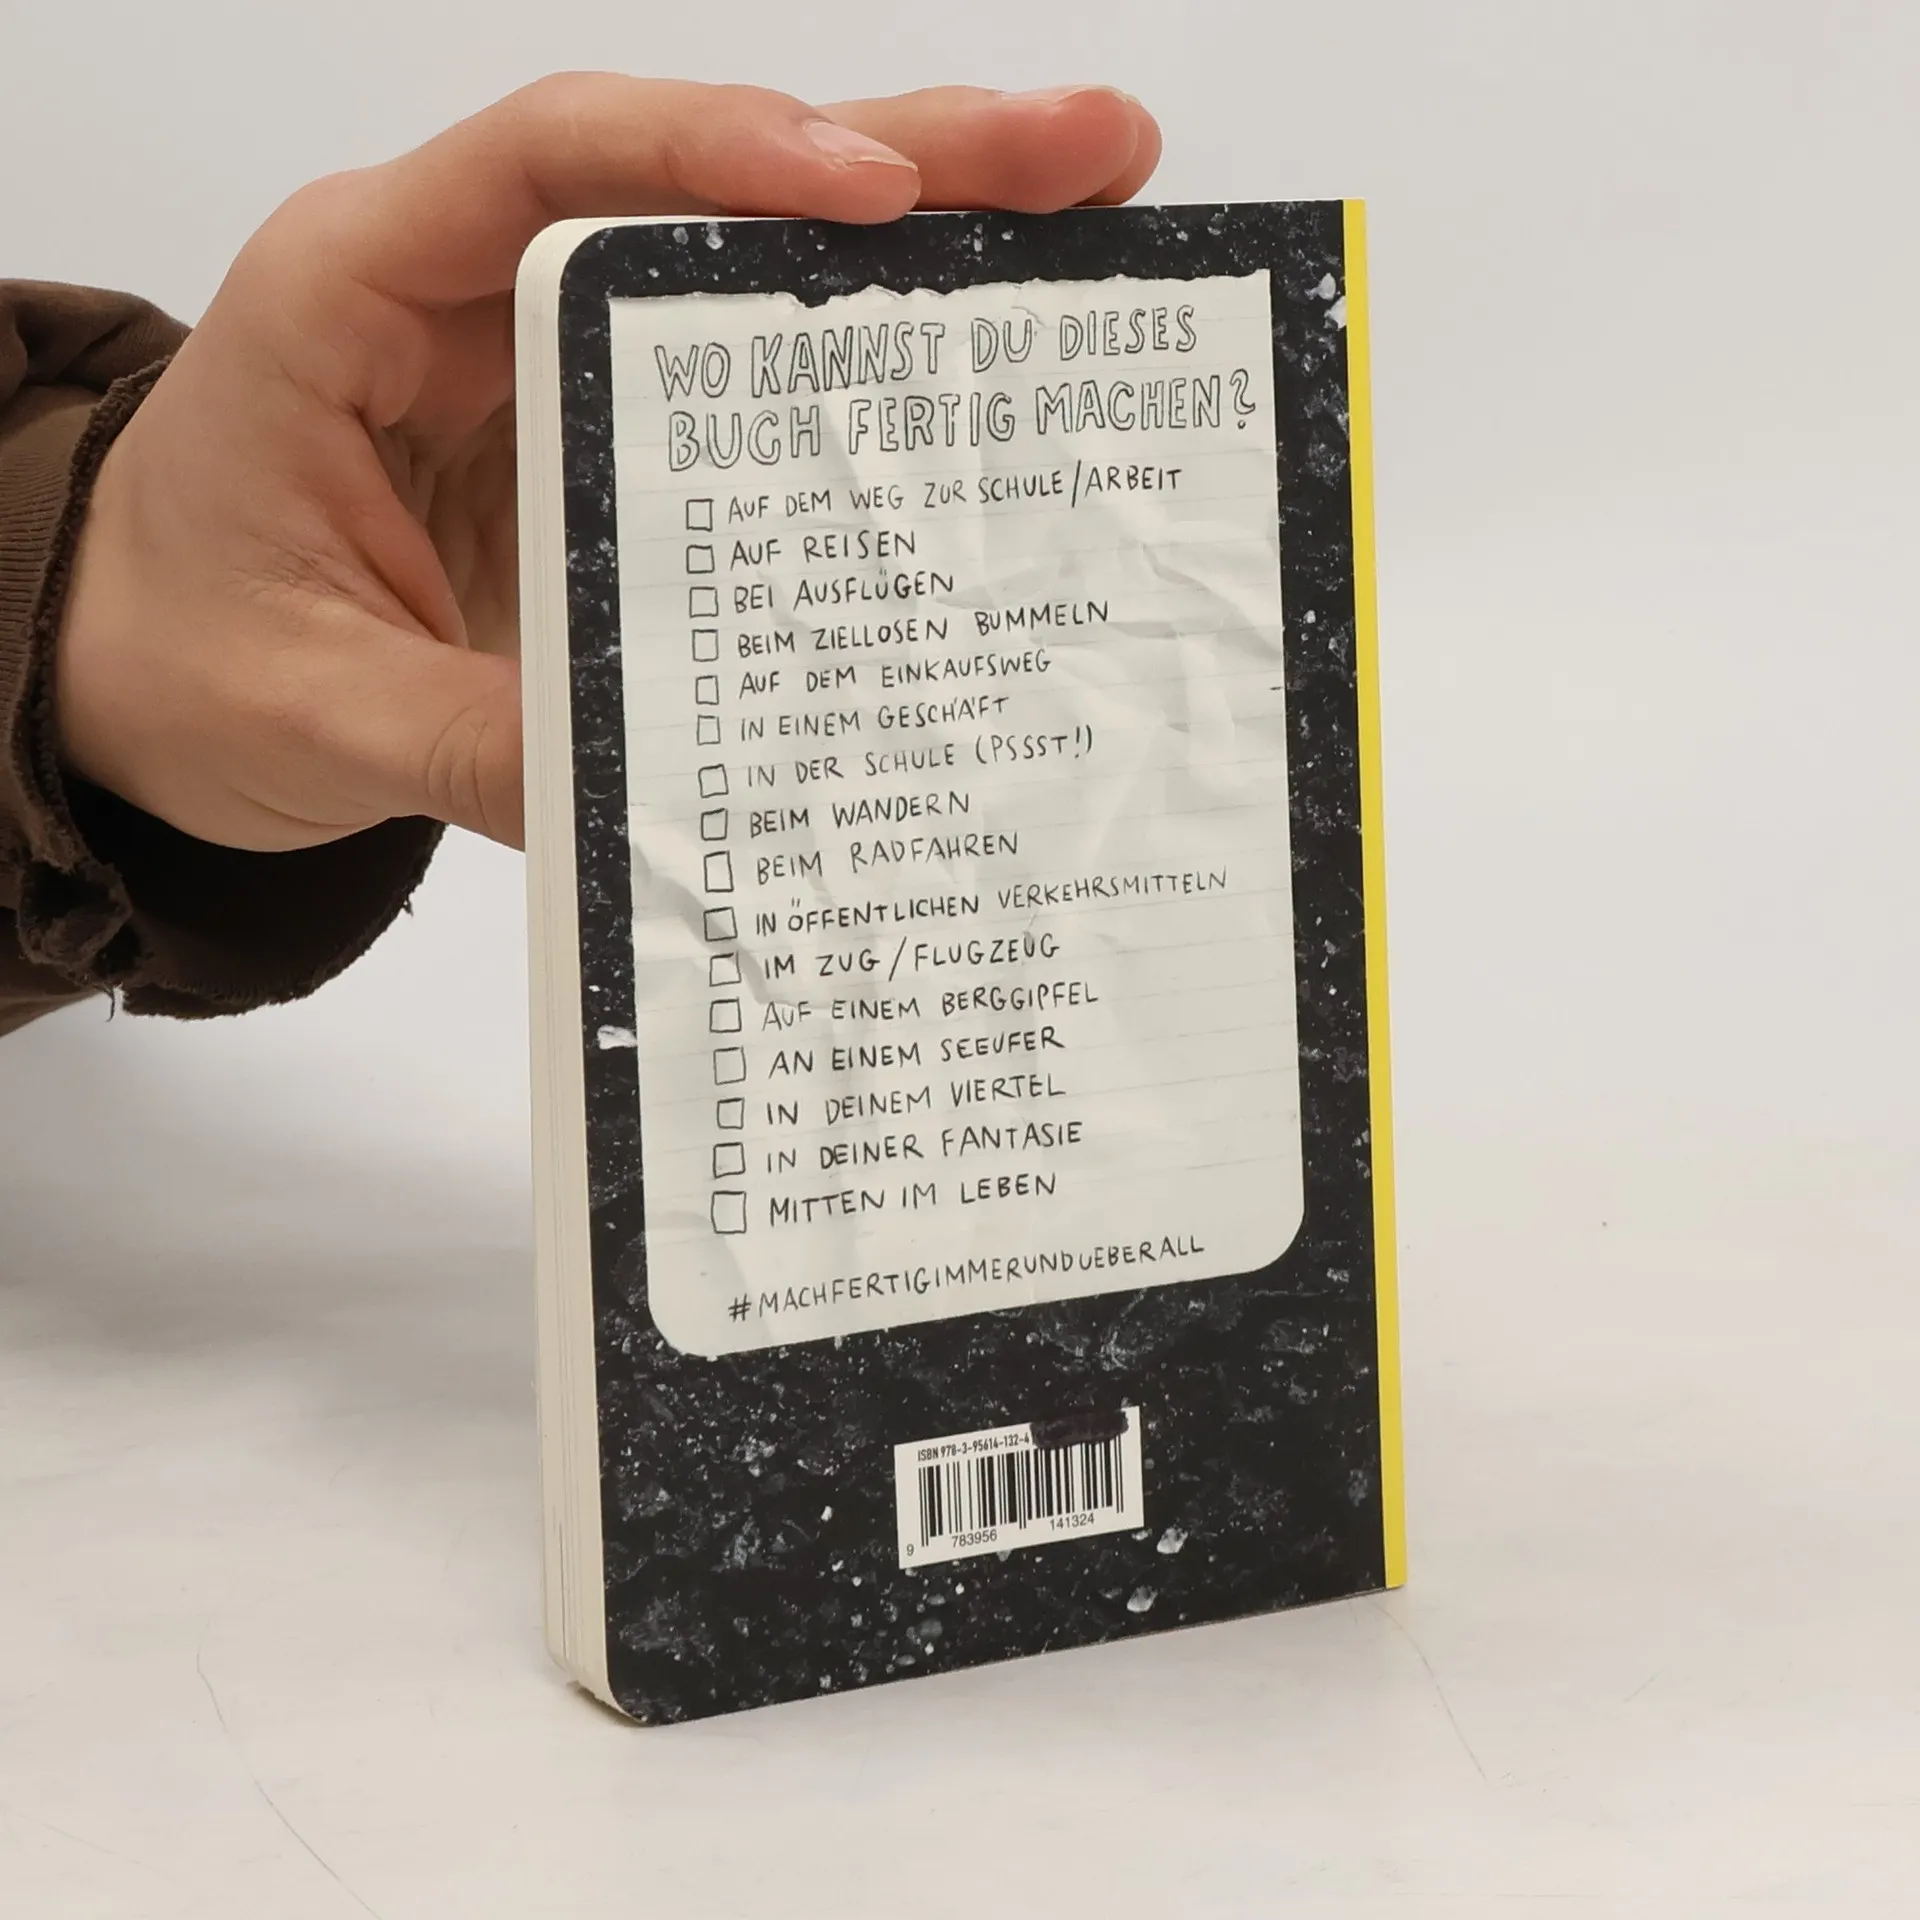 WO KANNST DU DIESES
BUCH FERTIG MACHEN?
AUF DEM WEG ZUR SCHULE/ARBEIT
AUF REISEN
BEI AUSFLÜGEN
BEIM ZIELLOSEN BUMMELN
AUF DEM EINKAUFSWEG
IN EINEM GESCHÄFT
IN DER SCHULE (PSSST!)
BEIM WANDERN
BEIM RADFAHREN
IN ÖFFENTLICHEN VERKEHRSMITTELN
IM ZUG/FLUGZEUG
AUF EINEM BERGGIPFEL
AN EINEM SEEUFER
IN DEINEM VIERTEL
IN DEINER FANTASIE
MITTEN IM LEBEN
#MACHFERTIGIMMERUNDUEBERALL
ISBN 978-3-95614-132-4
9 783956 141324